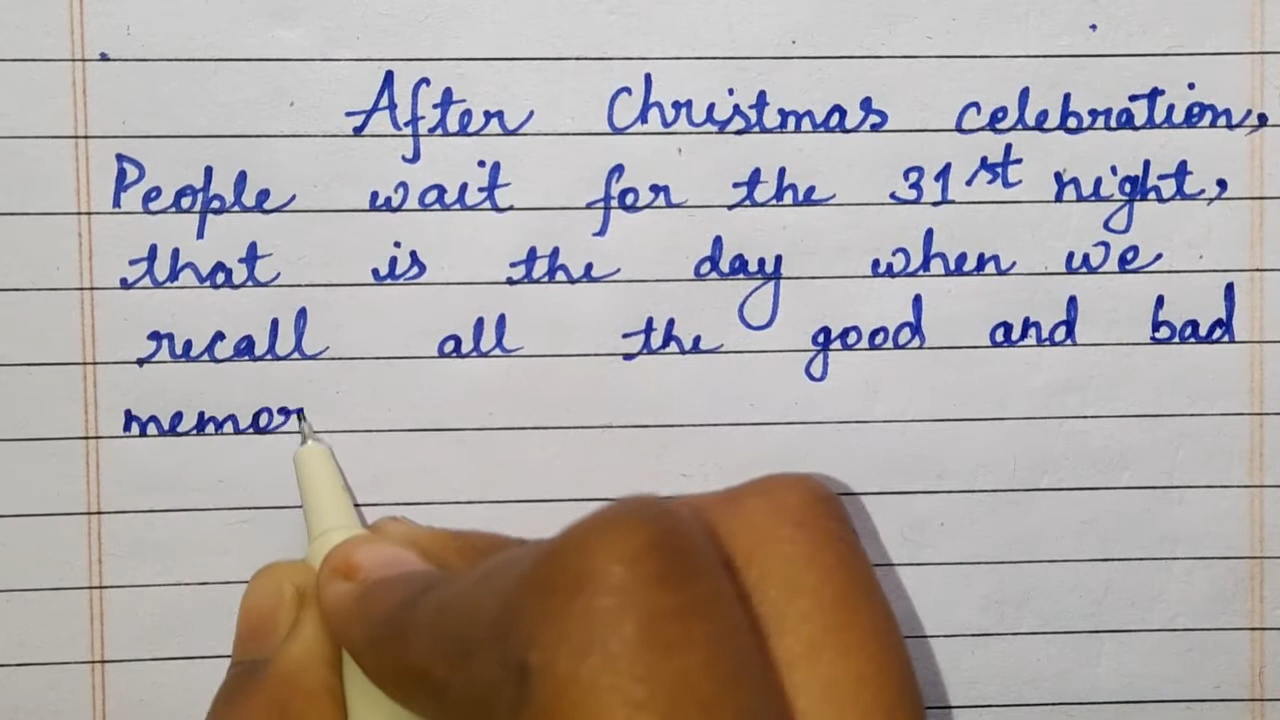 After Christmas celebration,
People wait for the 31st night,
that is the day when we
recall all the good and bad
memor